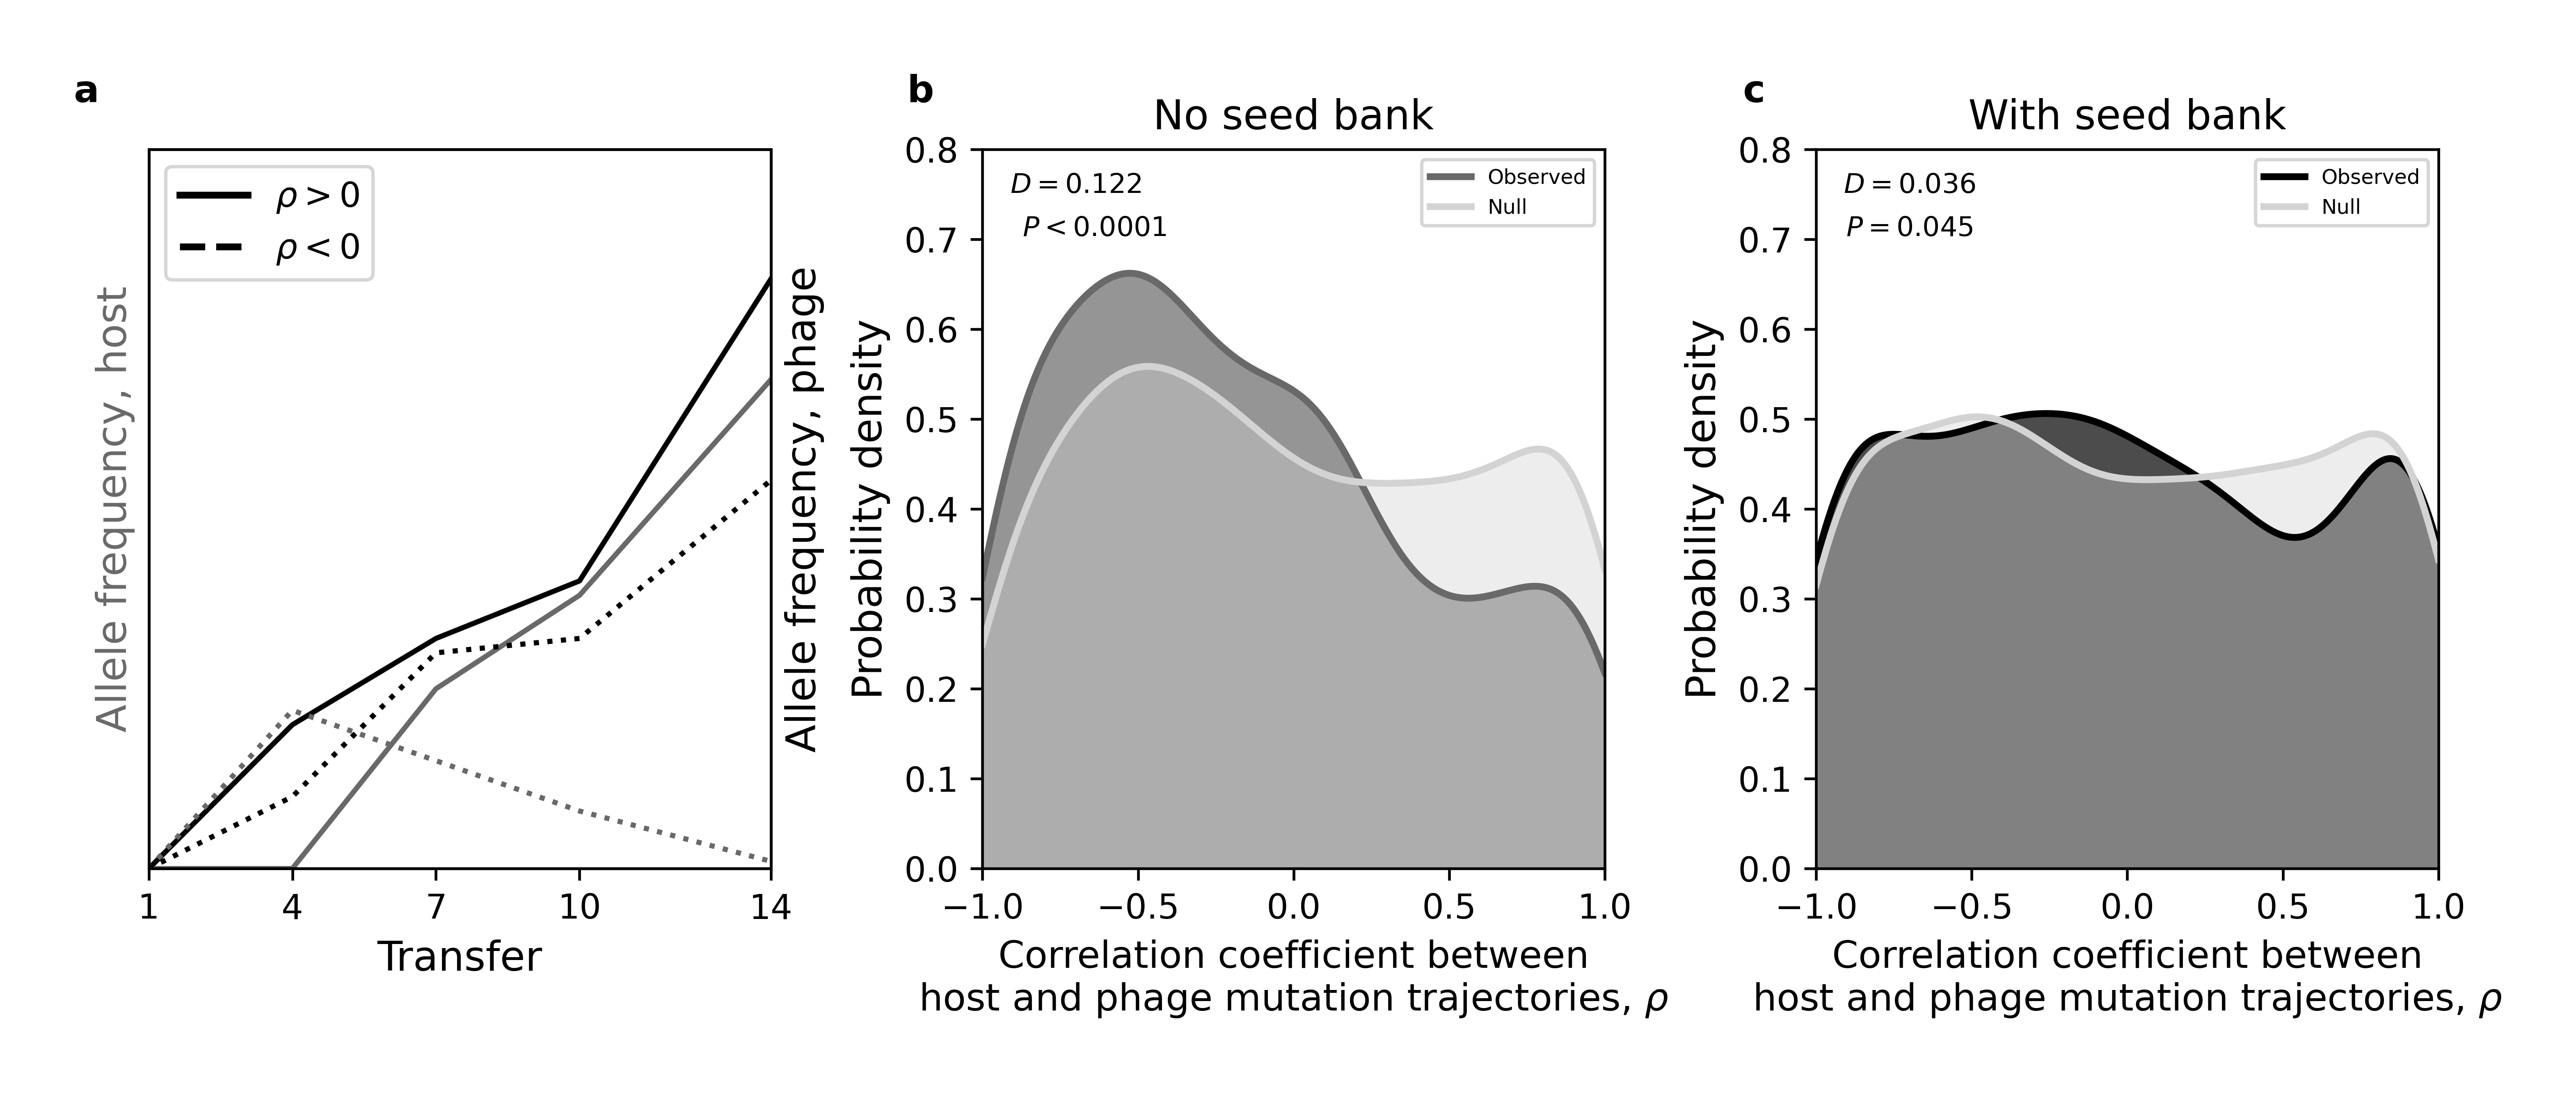 a
ρ > 0
ρ < 0
Allele frequency, host
Allele frequency, phage
1 4 7 10 14
Transfer
b
No seed bank
D = 0.122
P < 0.0001
Observed
Null
Probability density
0.8
0.7
0.6
0.5
0.4
0.3
0.2
0.1
0.0
−1.0 −0.5 0.0 0.5 1.0
Correlation coefficient between
host and phage mutation trajectories, ρ
c
With seed bank
D = 0.036
P = 0.045
Observed
Null
Probability density
0.8
0.7
0.6
0.5
0.4
0.3
0.2
0.1
0.0
−1.0 −0.5 0.0 0.5 1.0
Correlation coefficient between
host and phage mutation trajectories, ρ